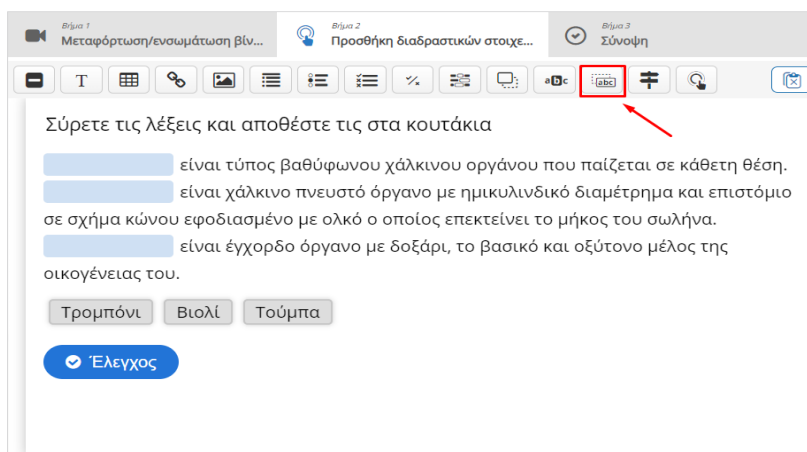 Βήμα 1
Μεταφόρτωση/ενσωμάτωση βίν...
Βήμα 2
Προσθήκη διαδραστικών στοιχε...
Βήμα 3
Σύνοψη
T
abc
abc
Σύρετε τις λέξεις και αποθέστε τις στα κουτάκια
είναι τύπος βαθύφωνου χάλκινου οργάνου που παίζεται σε κάθετη θέση.
είναι χάλκινο πνευστό όργανο με ημικυλινδικό διαμέτρημα και επιστόμιο
σε σχήμα κώνου εφοδιασμένο με ολκό ο οποίος επεκτείνει το μήκος του σωλήνα.
είναι έγχορδο όργανο με δοξάρι, το βασικό και οξύτονο μέλος της
οικογένειας του.
Τρομπόνι Βιολί Τούμπα
Έλεγχος